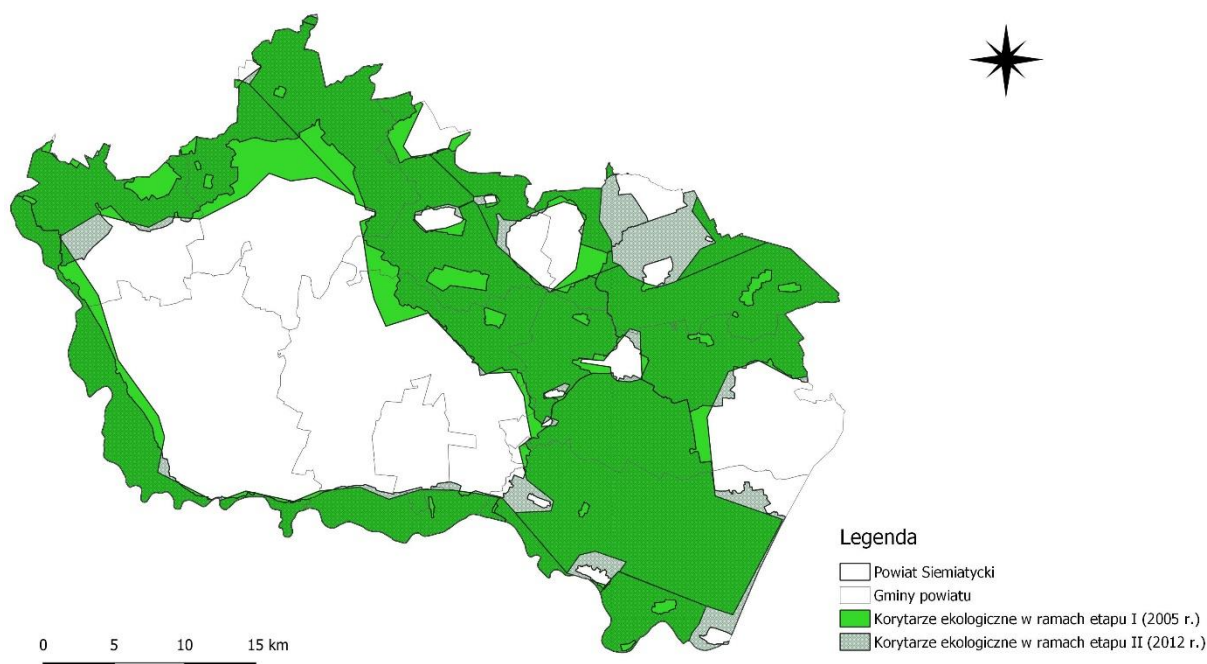 Legenda
Powiat Siemiatycki
Gminy powiatu
Korytarze ekologiczne w ramach etapu I (2005 r.)
Korytarze ekologiczne w ramach etapu II (2012 r.)
0 5 10 15 km